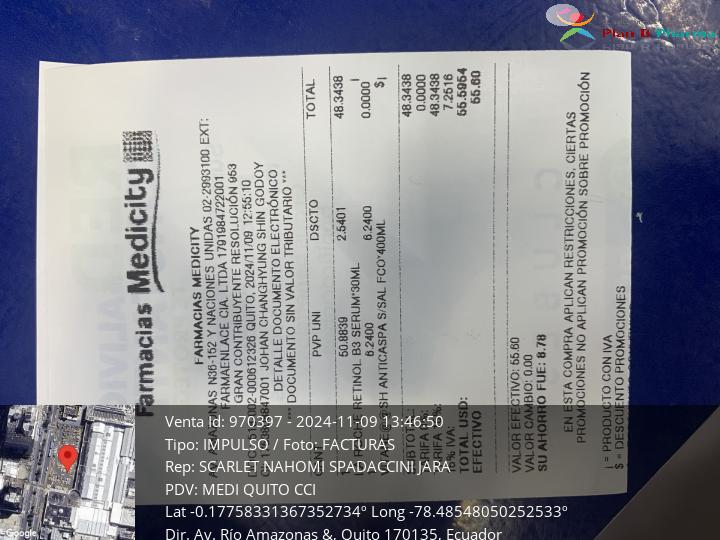 Plan B Pharma
Farmacias Medicity
FARMACIAS MEDICITY
N36-152 Y NACIONES UNIDAS 02-2993100 EXT:
FARMAENLACE CIA. LTDA 1791984722001
GRAN CONTRIBUYENTE RESOLUCIÓN 953
002-000612326 QUITO, 2024/11/09 12:55:10
JOHAN CHANGHYUNG SHIN GODOY
DETALLE DOCUMENTO ELECTRÓNICO
*** DOCUMENTO SIN VALOR TRIBUTARIO ***
PVP UNI DSCTO TOTAL
RETINOL B3 SERUM*30ML
50.8839 2.5401 48.3438
ANTICASPA S/SAL FCO*400ML
6.2400 6.2400 0.0000
$¡
48.3438
0.0000
48.3438
IVA: 7.2516
TOTAL USD: 55.5954
EFECTIVO 55.60
VALOR EFECTIVO: 55.60
VALOR CAMBIO: 0.00
SU AHORRO FUE: 8.78
EN ESTA COMPRA APLICAN RESTRICCIONES, CIERTAS
PROMOCIONES NO APLICAN PROMOCIÓN SOBRE PROMOCIÓN
¡ = PRODUCTO CON IVA
$ = DESCUENTO PROMOCIONES
Venta Id: 970397 - 2024-11-09 13:46:50
Tipo: IMPULSO / Foto: FACTURAS
Rep: SCARLET NAHOMI SPADACCINI JARA
PDV: MEDI QUITO CCI
Lat -0.17758331367352734º Long -78.48548050252533º
Dir. Av. Río Amazonas &, Quito 170135, Ecuador
Google